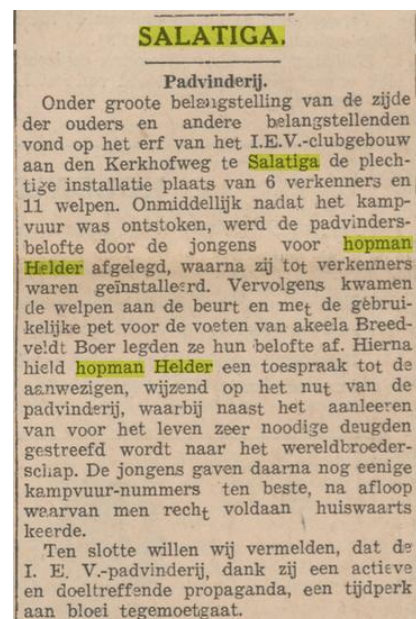 SALATIGA.
Padvinderij.
Onder groote belangstelling van de zijde
der ouders en andere belangstellenden
vond op het erf van het I.E.V.-clubgebouw
aan den Kerkhofweg te Salatiga de plech-
tige installatie plaats van 6 verkenners en
11 welpen. Onmiddellijk nadat het kamp-
vuur was ontstoken, werd de padvinders-
belofte door de jongens voor hopman
Helder afgelegd, waarna zij tot verkenners
waren geïnstalleerd. Vervolgens kwamen
de welpen aan de beurt en met de gebrui-
kelijke pet voor de voeten van akeela Breed-
veldt Boer legden ze hun belofte af. Hierna
hield hopman Helder een toespraak tot de
aanwezigen, wijzend op het nut van de
padvinderij, waarbij naast het aanleeren
van voor het leven zeer noodige deugden
gestreefd wordt naar het wereldbroeder-
schap. De jongens gaven daarna nog eenige
kampvuur-nummers ten beste, na afloop
waarvan men recht voldaan huiswaarts
keerde.
Ten slotte willen wij vermelden, dat de
I. E. V.-padvinderij, dank zij een actieve
en doeltreffende propaganda, een tijdperk
aan bloei tegemoetgaat.